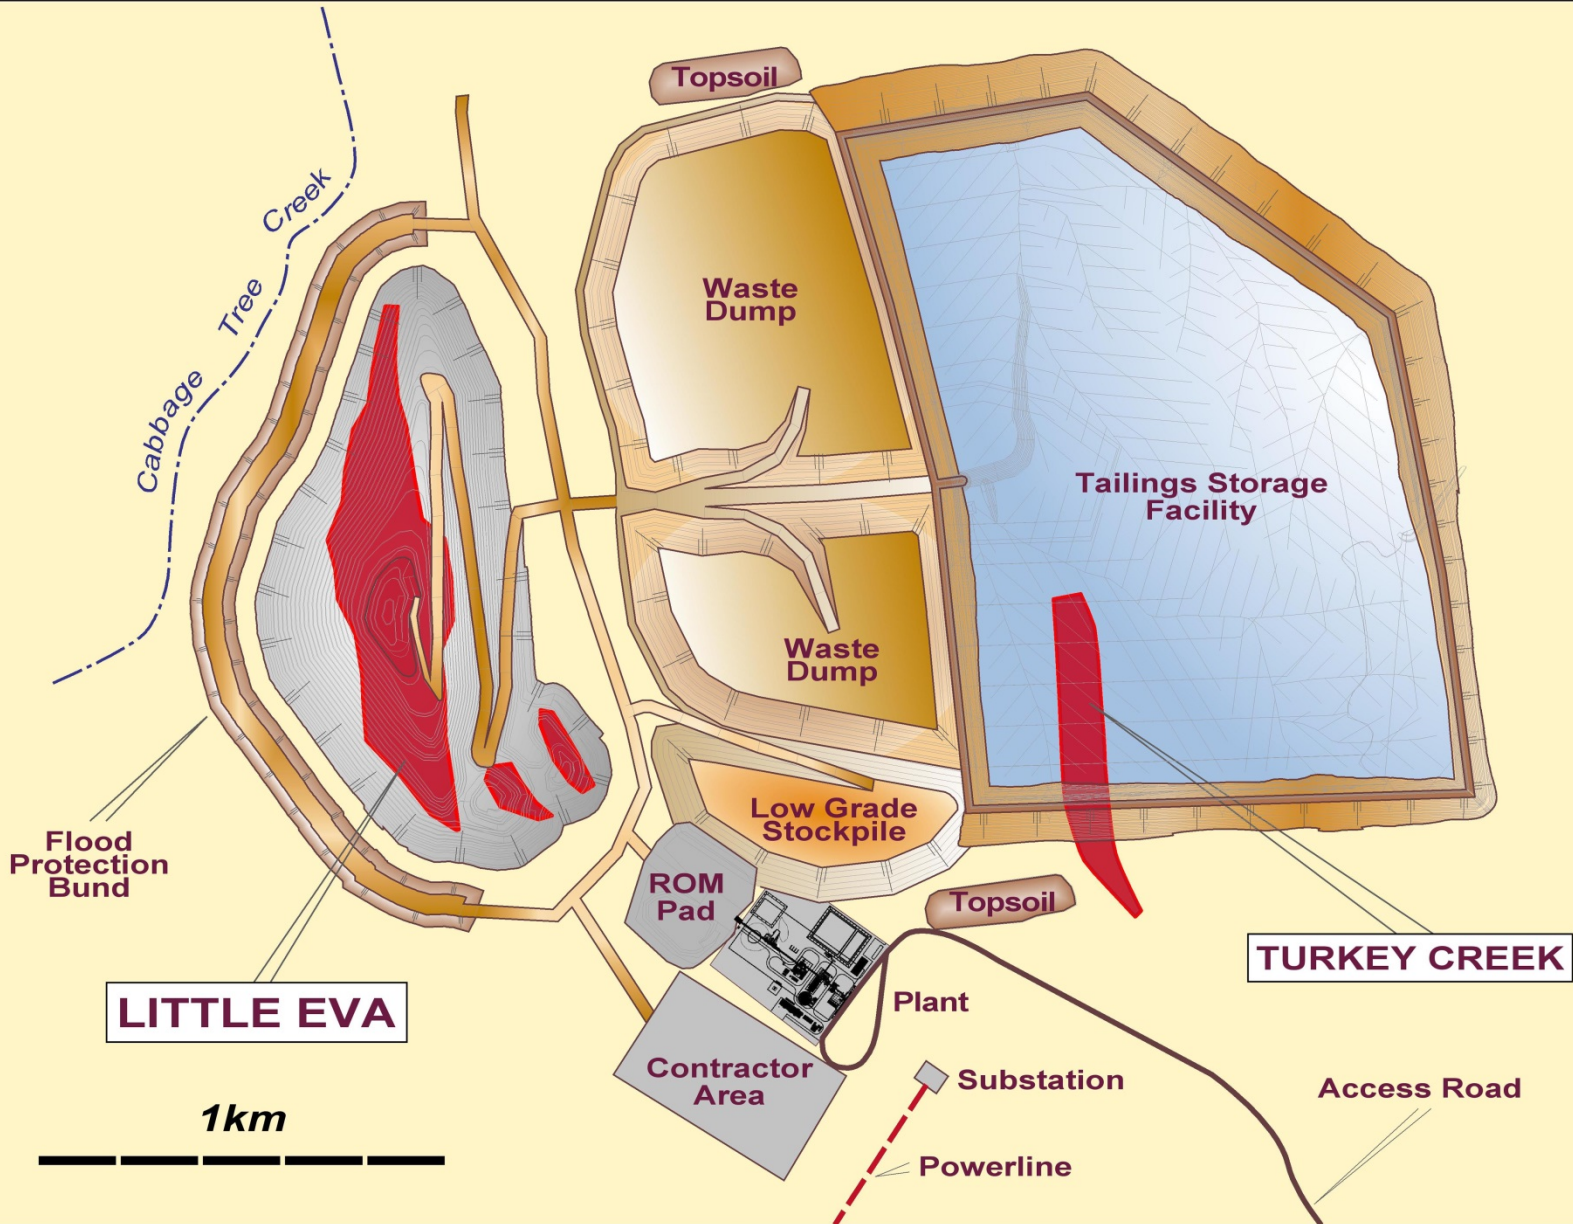 Topsoil
Cabbage Tree Creek
Waste
Dump
Tailings Storage
Facility
Waste
Dump
Low Grade
Stockpile
Flood
Protection
Bund
ROM
Pad
Topsoil
TURKEY CREEK
LITTLE EVA
Plant
Contractor
Area
Substation
Access Road
1km
Powerline